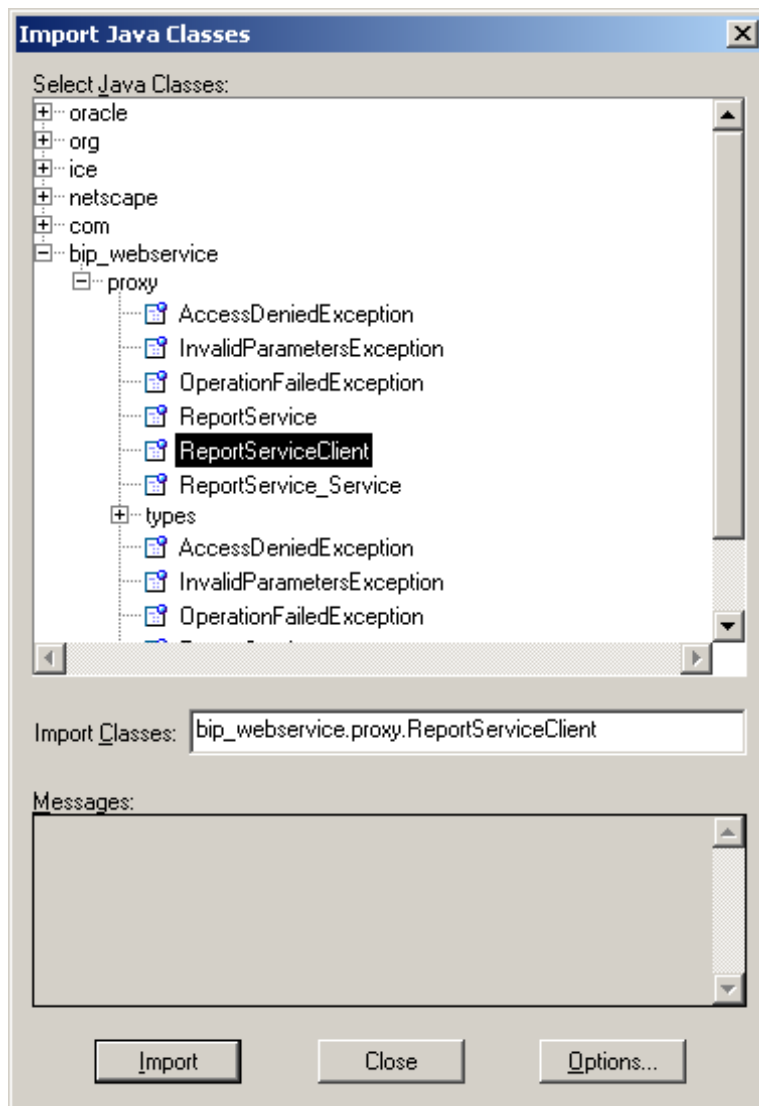 Import Java Classes
Select Java Classes:
oracle
org
ice
netscape
com
bip_webservice
proxy
AccessDeniedException
InvalidParametersException
OperationFailedException
ReportService
ReportServiceClient
ReportService_Service
types
AccessDeniedException
InvalidParametersException
OperationFailedException
Import Classes: bip_webservice.proxy.ReportServiceClient
Messages:
Import Close Options...